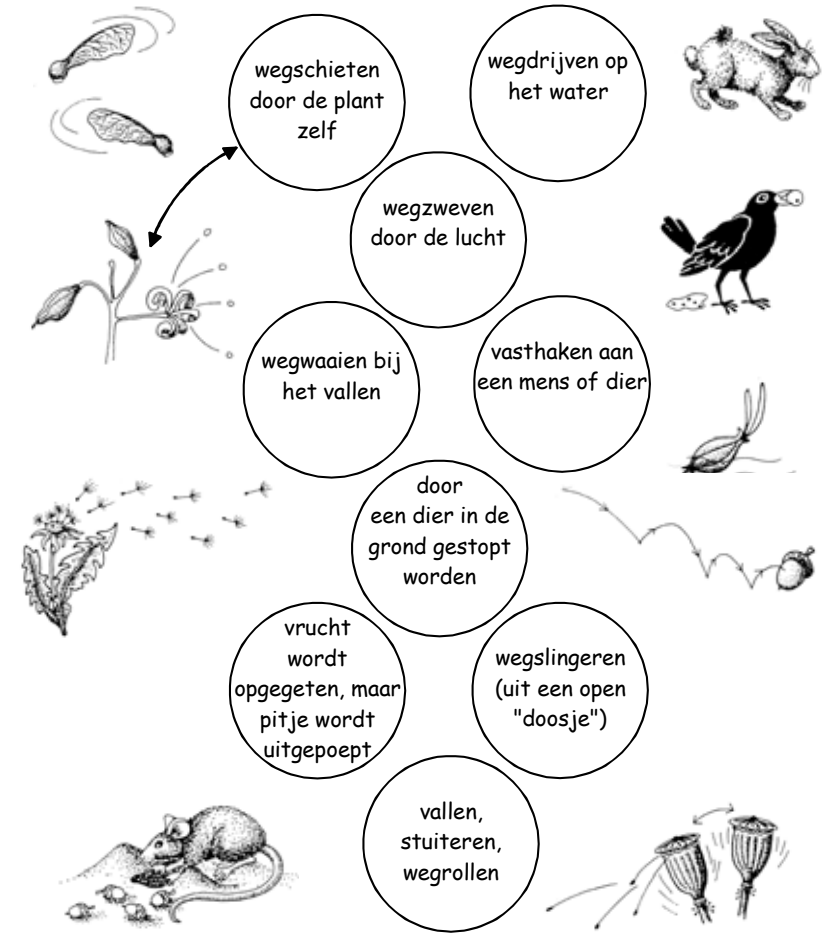 wegschieten
door de plant
zelf
wegdrijven op
het water
wegzweven
door de lucht
wegwaaien bij
het vallen
vasthaken aan
een mens of dier
door
een dier in de
grond gestopt
worden
vrucht
wordt
opgegeten, maar
pitje wordt
uitgepoept
wegslingeren
(uit een open
"doosje")
vallen,
stuiteren,
wegrollen